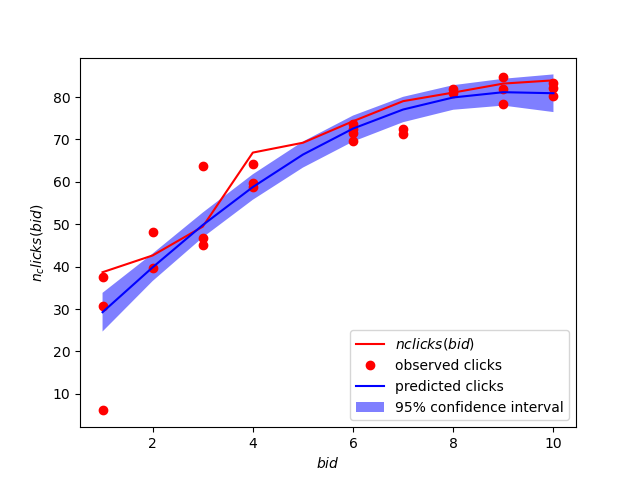 80
70
60
50
40
30
20
10
n_clicks(bid)
nclicks(bid)
observed clicks
predicted clicks
95% confidence interval
2 4 6 8 10
bid